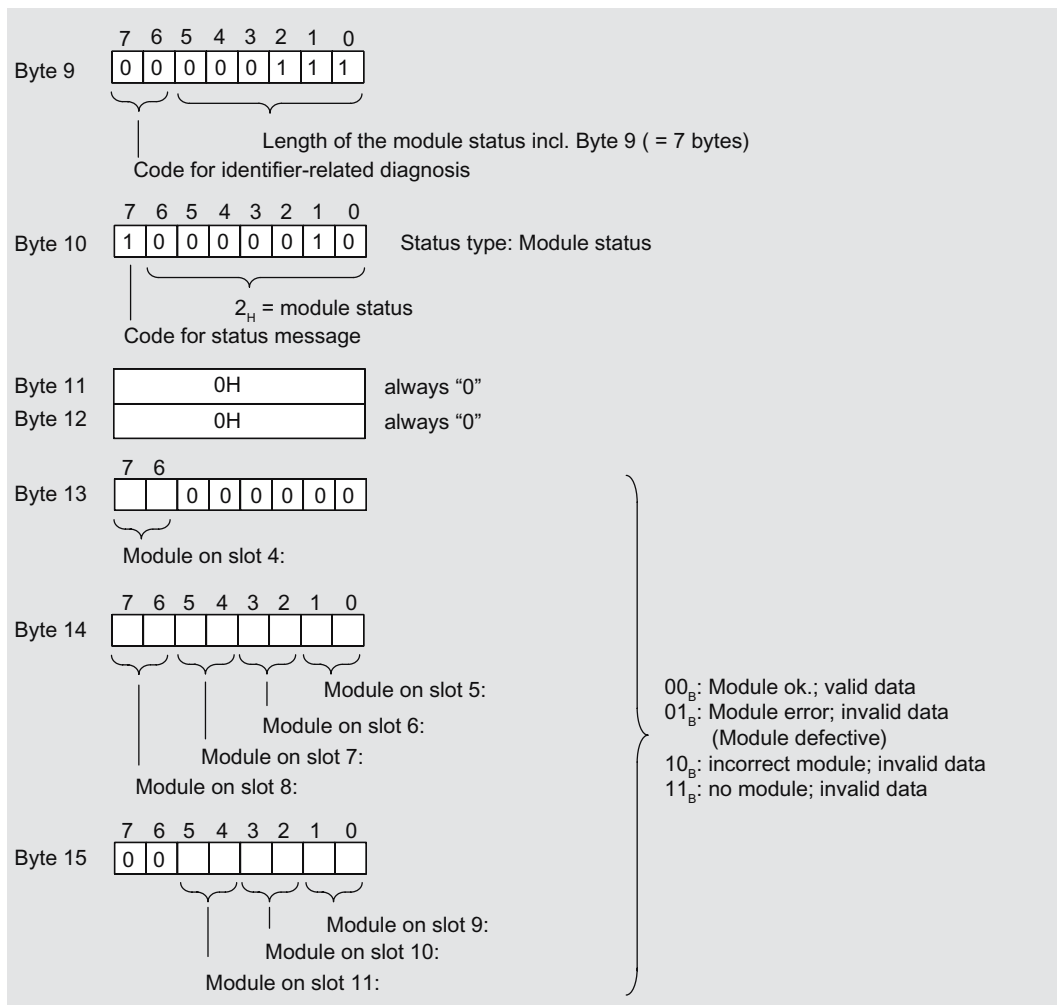 7 6 5 4 3 2 1 0
Byte 9 0 0 0 0 0 1 1 1
Length of the module status incl. Byte 9 ( = 7 bytes)
Code for identifier-related diagnosis
7 6 5 4 3 2 1 0
Byte 10 1 0 0 0 0 0 1 0 Status type: Module status
2H = module status
Code for status message
Byte 11 0H always “0”
Byte 12 0H always “0”
7 6
Byte 13 0 0 0 0 0 0
Module on slot 4:
7 6 5 4 3 2 1 0
Byte 14
Module on slot 5:
Module on slot 6:
Module on slot 7:
Module on slot 8:
00B: Module ok.; valid data
01B: Module error; invalid data
(Module defective)
10B: incorrect module; invalid data
11B: no module; invalid data
7 6 5 4 3 2 1 0
Byte 15 0 0
Module on slot 9:
Module on slot 10:
Module on slot 11: